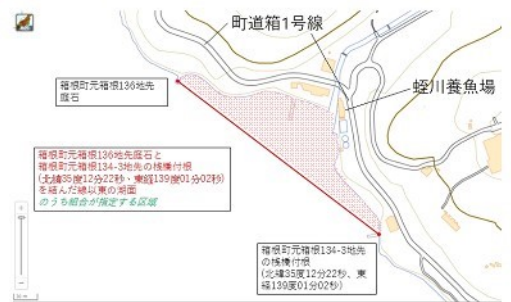 町道箱1号線
蛭川養魚場
箱根町元箱根136地先
庭石
箱根町元箱根136地先庭石と
箱根町元箱根134-3地先の桟橋付根
(北緯35度12分22秒、東経139度01分02秒)
を結んだ線以東の湖面
のうち組合が指定する区域
箱根町元箱根134-3地先
の桟橋付根
(北緯35度12分22秒、東
経139度01分02秒)